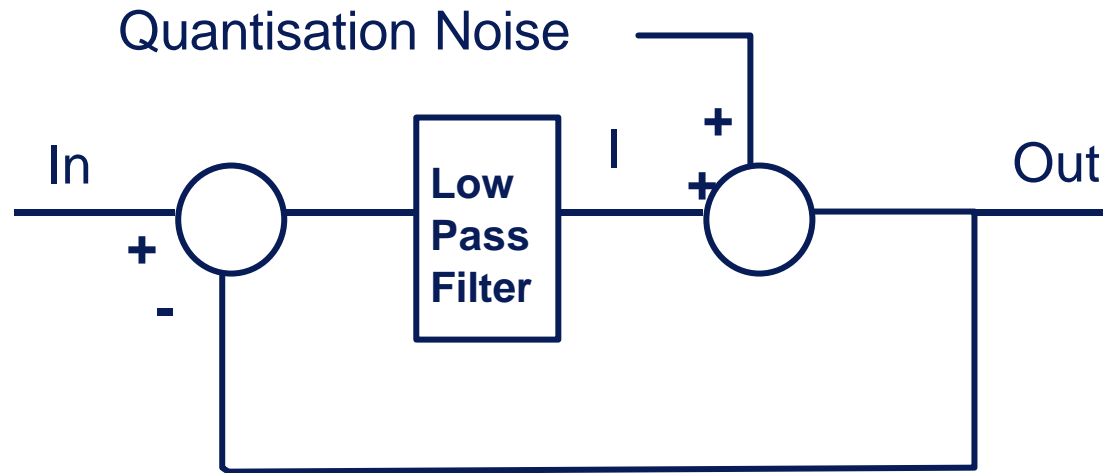 Quantisation Noise
+
In
I
+
Out
Low
Pass
Filter
+
-